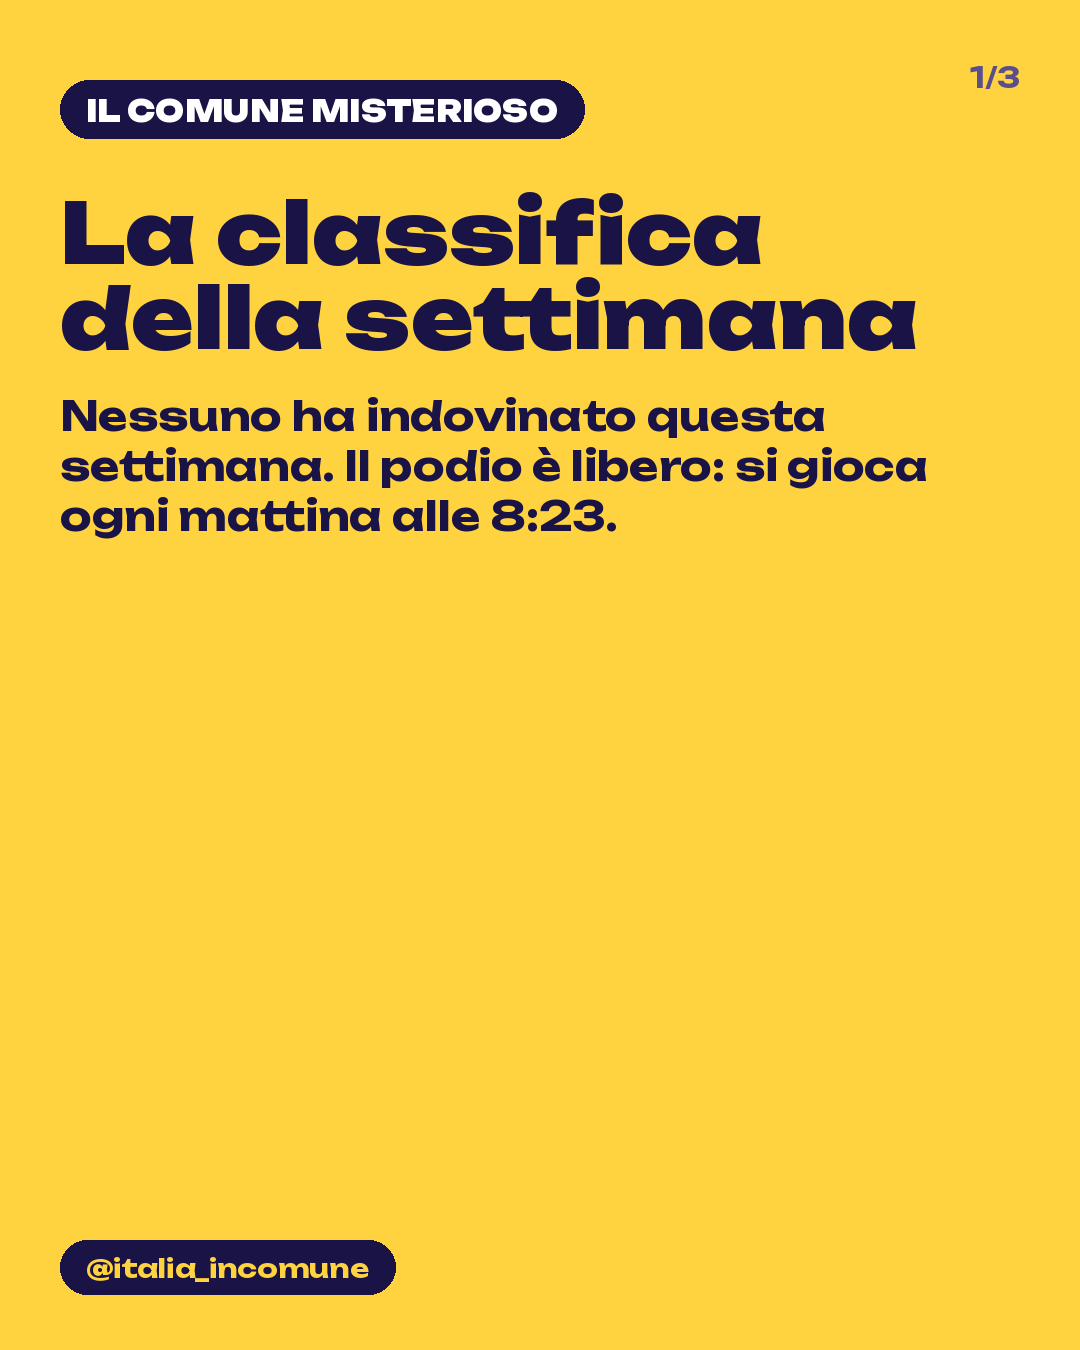 1/3
IL COMUNE MISTERIOSO
La classifica
della settimana
Nessuno ha indovinato questa
settimana. Il podio è libero: si gioca
ogni mattina alle 8:23.
@italia_incomune